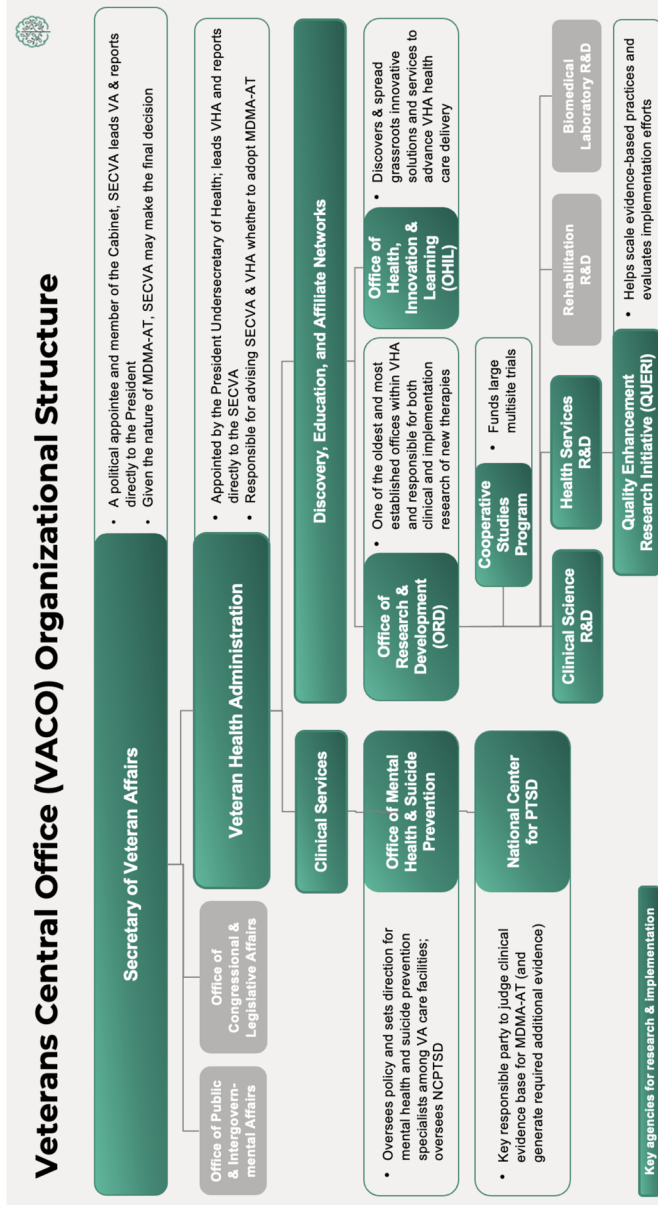 Veterans Central Office (VACO) Organizational Structure
Secretary of Veteran Affairs
• A political appointee and member of the Cabinet, SECVA leads VA & reports
directly to the President
• Given the nature of MDMA-AT, SECVA may make the final decision
Office of Public
& Intergovern-
mental Affairs
Office of
Congressional &
Legislative Affairs
Veteran Health Administration
• Appointed by the President Undersecretary of Health; leads VHA and reports
directly to the SECVA
• Responsible for advising SECVA & VHA whether to adopt MDMA-AT
Clinical Services
Discovery, Education, and Affiliate Networks
• Oversees policy and sets direction for
mental health and suicide prevention
specialists among VA care facilities;
oversees NCPTSD
Office of Mental
Health & Suicide
Prevention
Office of
Research &
Development
(ORD)
• One of the oldest and most
established offices within VHA
and responsible for both
clinical and implementation
research of new therapies
Office of
Health,
Innovation &
Learning
(OHIL)
• Discovers & spread
grassroots innovative
solutions and services to
advance VHA health
care delivery
• Key responsible party to judge clinical
evidence base for MDMA-AT (and
generate required additional evidence)
National Center
for PTSD
Cooperative
Studies
Program
• Funds large
multisite trials
Clinical Science
R&D
Health Services
R&D
Rehabilitation
R&D
Biomedical
Laboratory R&D
Quality Enhancement
Research Initiative (QUERI)
• Helps scale evidence-based practices and
evaluates implementation efforts
Key agencies for research & implementation